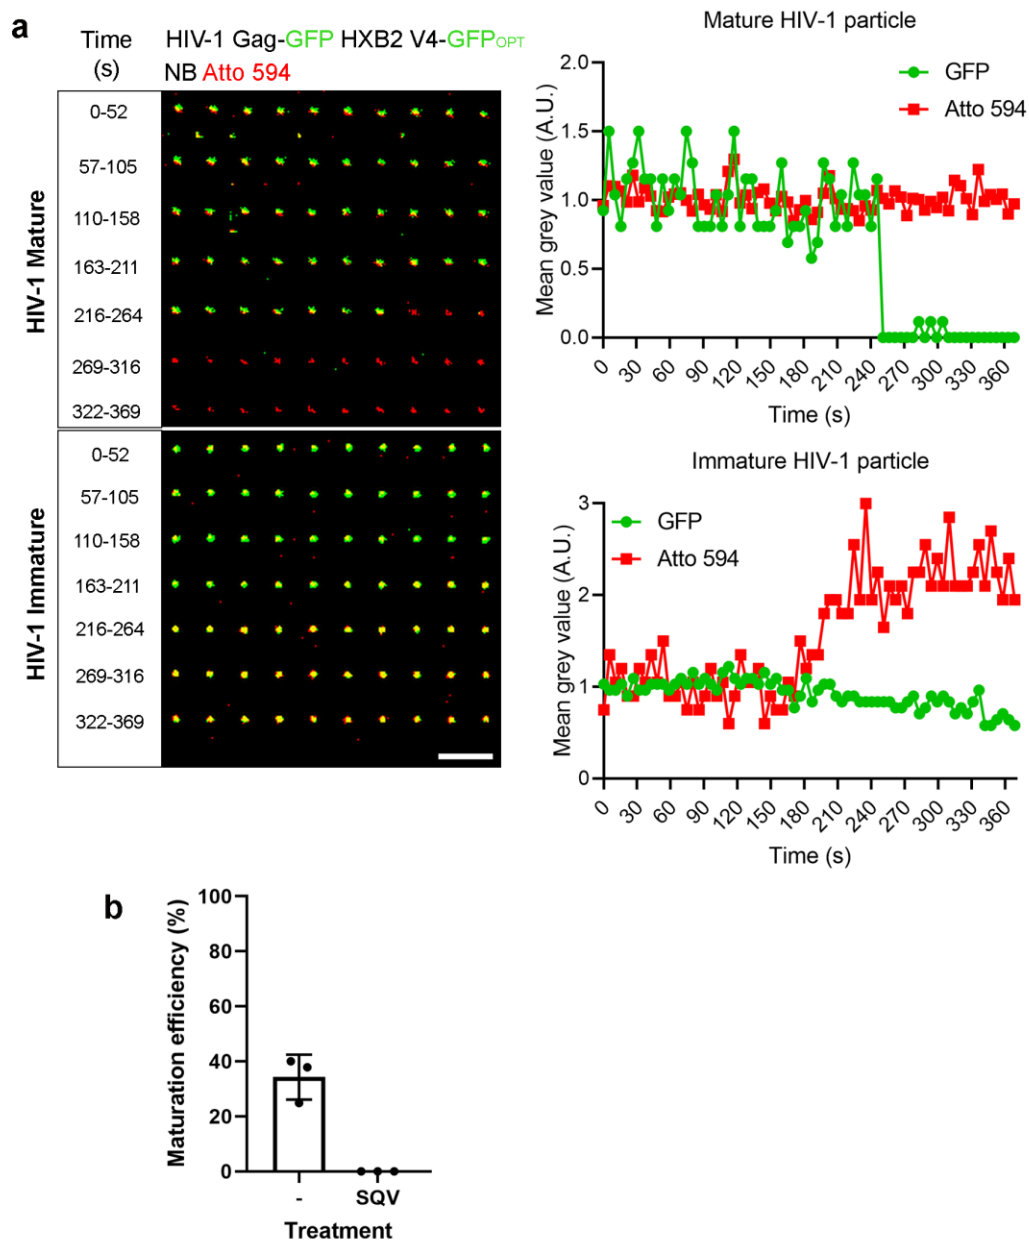 a
Time
(s)
HIV-1 Gag-GFP HXB2 V4-GFPOPT
NB Atto 594
HIV-1 Mature
0-52
57-105
110-158
163-211
216-264
269-316
322-369
HIV-1 Immature
0-52
57-105
110-158
163-211
216-264
269-316
322-369
Mature HIV-1 particle
GFP
Atto 594
Mean grey value (A.U.)
2.0
1.5
1.0
0.5
0.0
0 30 60 90 120 150 180 210 240 270 300 330 360
Time (s)
Immature HIV-1 particle
GFP
Atto 594
Mean grey value (A.U.)
3
2
1
0
0 30 60 90 120 150 180 210 240 270 300 330 360
Time (s)
b
Maturation efficiency (%)
100
80
60
40
20
0
- SQV
Treatment